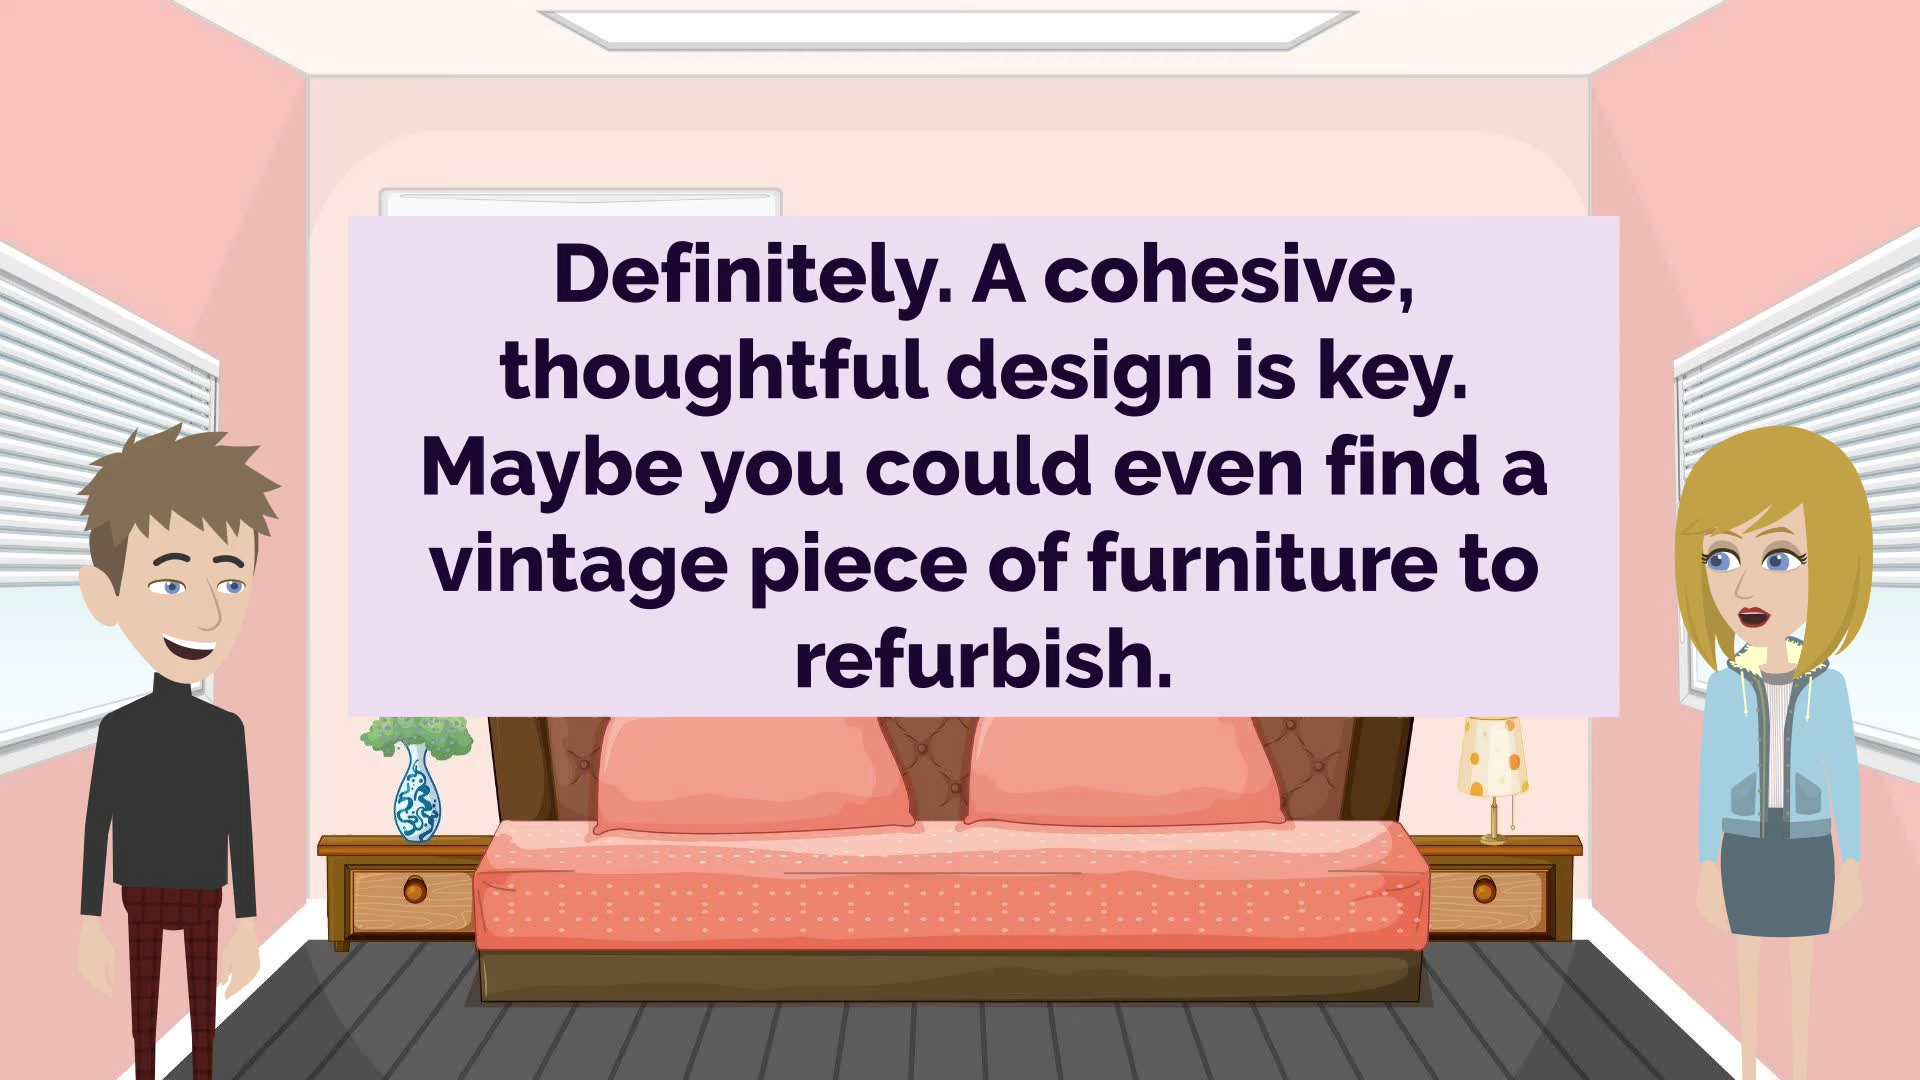 Definitely. A cohesive,
thoughtful design is key.
Maybe you could even find a
vintage piece of furniture to
refurbish.